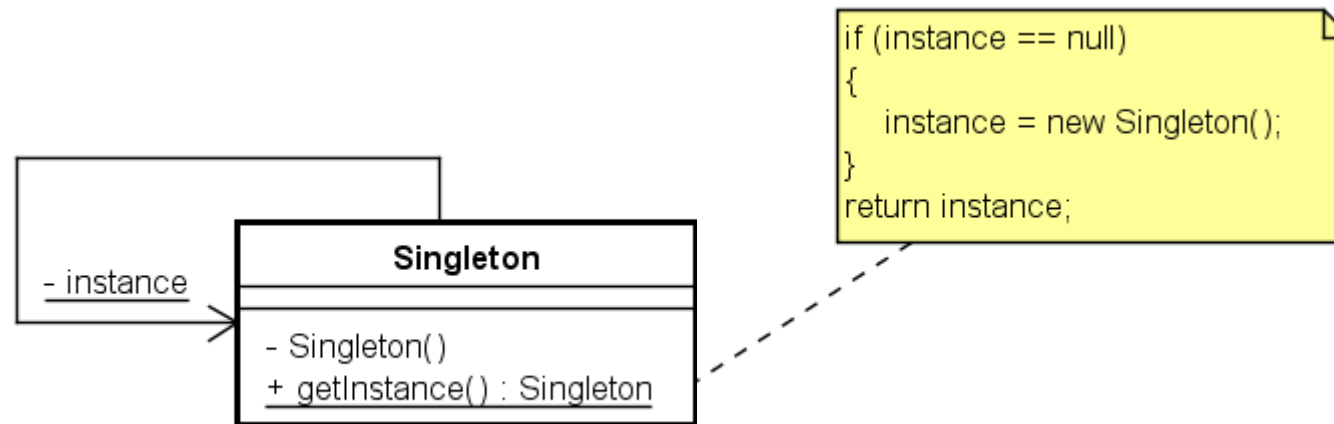 if (instance == null)
{
    instance = new Singleton();
}
return instance;
Singleton
- instance
- Singleton()
+ getInstance() : Singleton